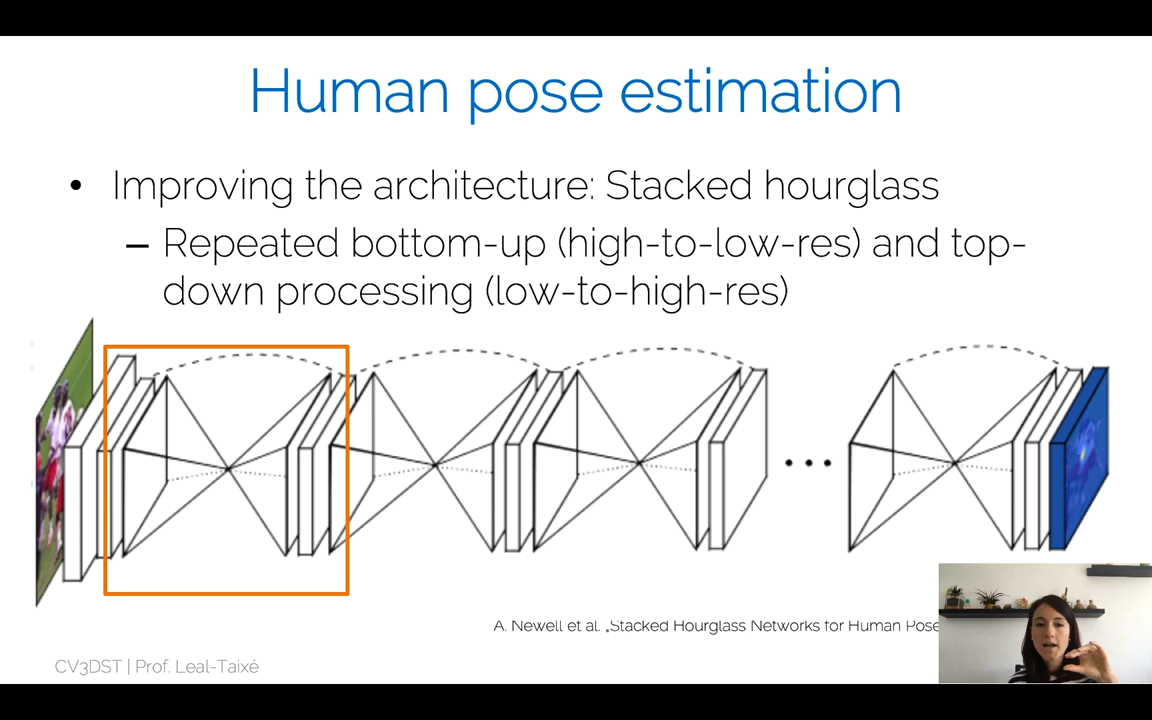 Human pose estimation
• Improving the architecture: Stacked hourglass
– Repeated bottom-up (high-to-low-res) and top-
down processing (low-to-high-res)
A. Newell et al. „Stacked Hourglass Networks for Human Pose
CV3DST | Prof. Leal-Taixé